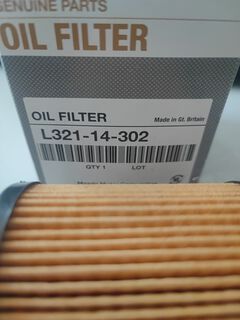 GENUINE PARTS
OIL FILTER
OIL FILTER
Made in Gt. Britain
L321-14-302
QTY 1 LOT